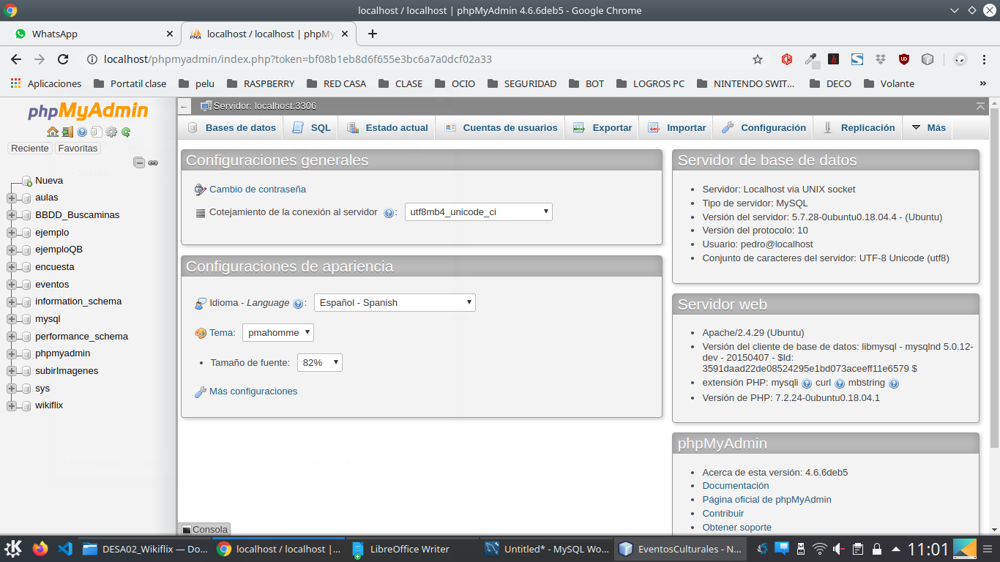 localhost / localhost | phpMyAdmin 4.6.6deb5 - Google Chrome
WhatsApp
localhost / localhost | phpMy
localhost/phpmyadmin/index.php?token=bf08b1eb8d6f655e3bc6a7a0dcf02a33
Aplicaciones Portatil clase pelu RASPBERRY RED CASA CLASE OCIO SEGURIDAD BOT LOGROS PC NINTENDO SWIT... DECO Volante »
phpMyAdmin
Reciente Favoritas
Nueva
aulas
BBDD_Buscaminas
ejemplo
ejemploQB
encuesta
eventos
information_schema
mysql
performance_schema
phpmyadmin
subirImagenes
sys
wikiflix
Servidor: localhost:3306
Bases de datos SQL Estado actual Cuentas de usuarios Exportar Importar Configuración Replicación Más
Configuraciones generales
Cambio de contraseña
Cotejamiento de la conexión al servidor : utf8mb4_unicode_ci
Configuraciones de apariencia
Idioma - Language : Español - Spanish
Tema: pmahomme
Tamaño de fuente: 82%
Más configuraciones
Servidor de base de datos
Servidor: Localhost via UNIX socket
Tipo de servidor: MySQL
Versión del servidor: 5.7.28-0ubuntu0.18.04.4 - (Ubuntu)
Versión del protocolo: 10
Usuario: pedro@localhost
Conjunto de caracteres del servidor: UTF-8 Unicode (utf8)
Servidor web
Apache/2.4.29 (Ubuntu)
Versión del cliente de base de datos: libmysql - mysqlnd 5.0.12-
dev - 20150407 - $Id:
3591daad22de08524295e1bd073aceeff11e6579 $
extensión PHP: mysqli curl mbstring
Versión de PHP: 7.2.24-0ubuntu0.18.04.1
phpMyAdmin
Acerca de esta versión: 4.6.6deb5
Documentación
Página oficial de phpMyAdmin
Contribuir
Obtener soporte
Consola
DESA02_Wikiflix — Do... localhost / localhost |... LibreOffice Writer Untitled* - MySQL Wo... EventosCulturales - N... 11:01